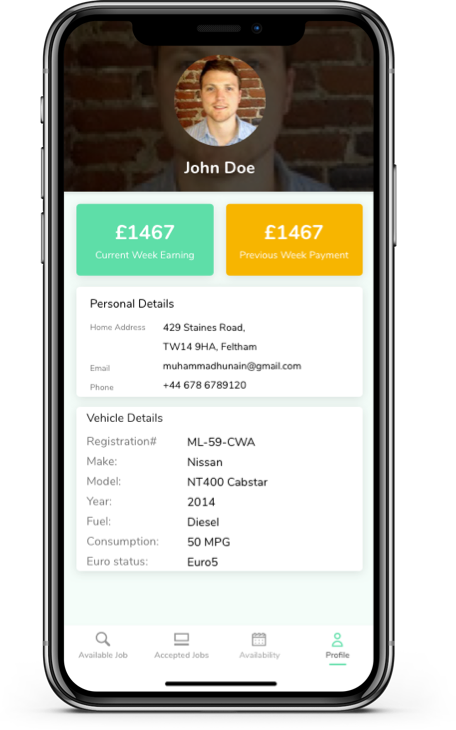 John Doe
£1467
Current Week Earning
£1467
Previous Week Payment
Personal Details
Home Address 429 Staines Road,
TW14 9HA, Feltham
Email muhammadhunain@gmail.com
Phone +44 678 6789120
Vehicle Details
Registration# ML-59-CWA
Make: Nissan
Model: NT400 Cabstar
Year: 2014
Fuel: Diesel
Consumption: 50 MPG
Euro status: Euro5
Available Job Accepted Jobs Availability Profile